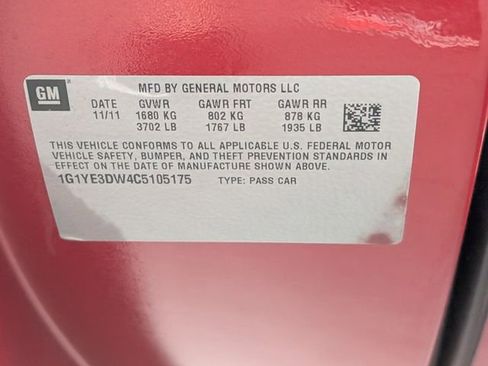 GM
MFD BY GENERAL MOTORS LLC
DATE GVWR GAWR FRT GAWR RR
11/11 1680 KG 802 KG 878 KG
3702 LB 1767 LB 1935 LB
THIS VEHICLE CONFORMS TO ALL APPLICABLE U.S. FEDERAL MOTOR
VEHICLE SAFETY, BUMPER, AND THEFT PREVENTION STANDARDS IN
EFFECT ON THE DATE OF MANUFACTURE SHOWN ABOVE.
1G1YE3DW4C5105175 TYPE: PASS CAR